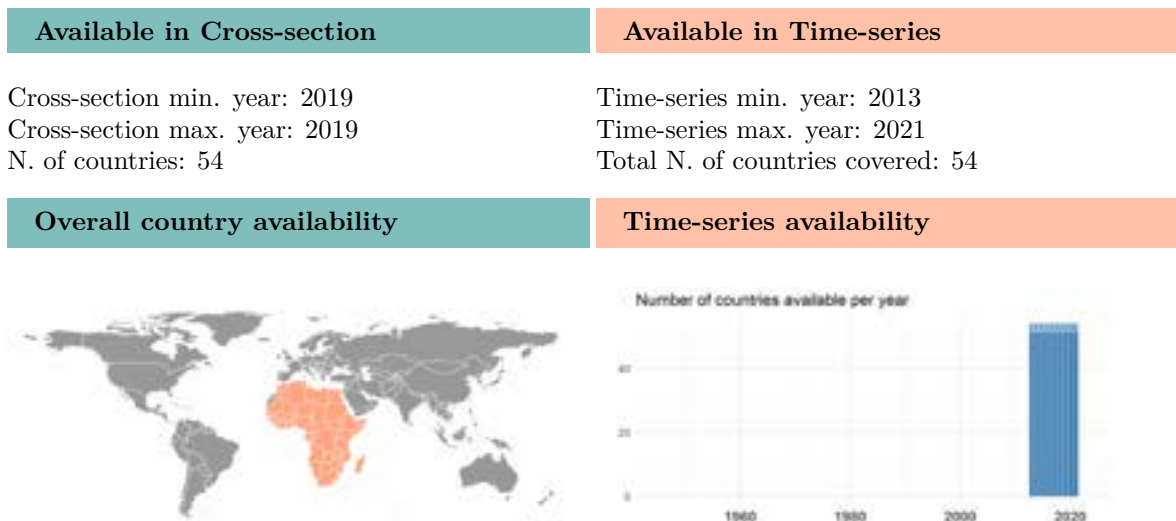 Available in Cross-section
Available in Time-series
Cross-section min. year: 2019
Cross-section max. year: 2019
N. of countries: 54
Time-series min. year: 2013
Time-series max. year: 2021
Total N. of countries covered: 54
Overall country availability
Time-series availability
Number of countries available per year
40
20
0
1960 1980 2000 2020